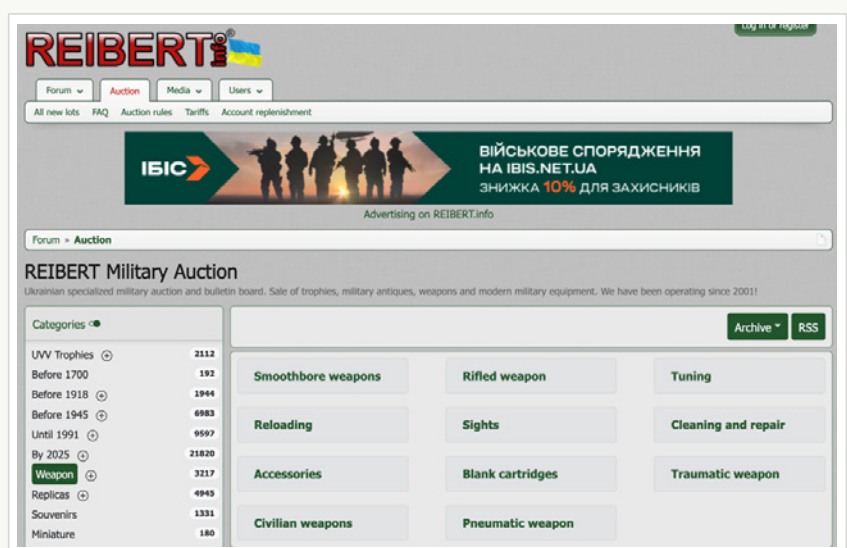 Log in or register
REIBERT.info®
Forum Auction Media Users
All new lots FAQ Auction rules Tariffs Account replenishment
ІБІС
ВІЙСЬКОВЕ СПОРЯДЖЕННЯ
НА IBIS.NET.UA
ЗНИЖКА 10% ДЛЯ ЗАХИСНИКІВ
Advertising on REIBERT.info
Forum » Auction
REIBERT Military Auction
Ukrainian specialized military auction and bulletin board. Sale of trophies, military antiques, weapons and modern military equipment. We have been operating since 2001!
Categories
Archive RSS
UVV Trophies 2112
Before 1700 192
Before 1918 1944
Before 1945 6983
Until 1991 9597
By 2025 21820
Weapon 3217
Replicas 4945
Souvenirs 1331
Miniature 180
Smoothbore weapons Rifled weapon Tuning
Reloading Sights Cleaning and repair
Accessories Blank cartridges Traumatic weapon
Civilian weapons Pneumatic weapon